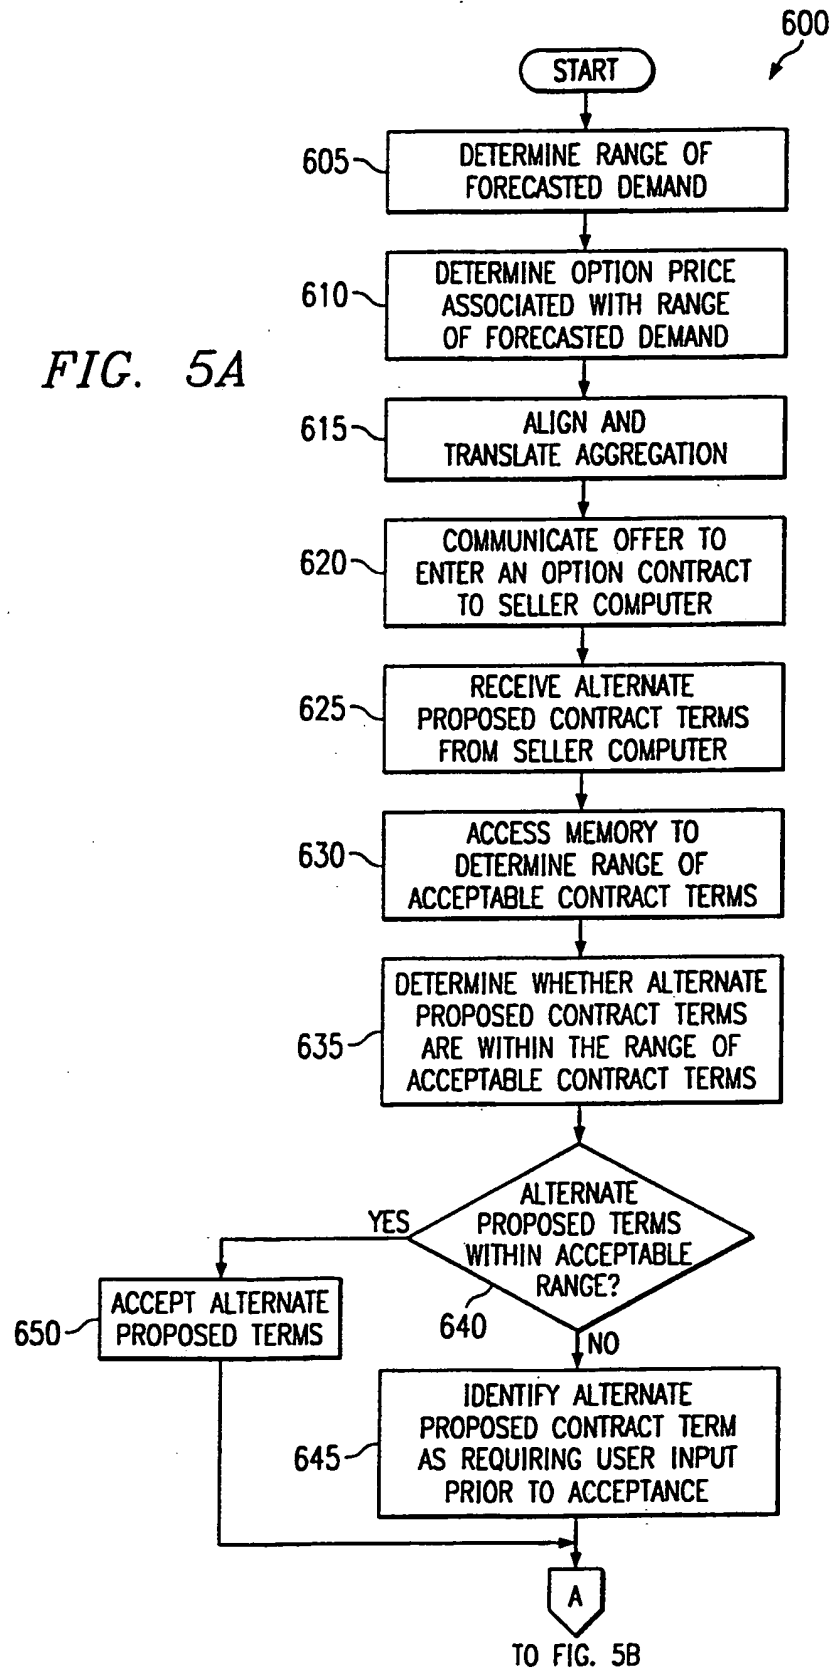 600
START
605
DETERMINE RANGE OF
FORECASTED DEMAND
610
DETERMINE OPTION PRICE
ASSOCIATED WITH RANGE
OF FORECASTED DEMAND
FIG. 5A
615
ALIGN AND
TRANSLATE AGGREGATION
620
COMMUNICATE OFFER TO
ENTER AN OPTION CONTRACT
TO SELLER COMPUTER
625
RECEIVE ALTERNATE
PROPOSED CONTRACT TERMS
FROM SELLER COMPUTER
630
ACCESS MEMORY TO
DETERMINE RANGE OF
ACCEPTABLE CONTRACT TERMS
635
DETERMINE WHETHER ALTERNATE
PROPOSED CONTRACT TERMS
ARE WITHIN THE RANGE OF
ACCEPTABLE CONTRACT TERMS
ALTERNATE
PROPOSED TERMS
WITHIN ACCEPTABLE
RANGE?
640
YES
650
ACCEPT ALTERNATE
PROPOSED TERMS
NO
645
IDENTIFY ALTERNATE
PROPOSED CONTRACT TERM
AS REQUIRING USER INPUT
PRIOR TO ACCEPTANCE
A
TO FIG. 5B